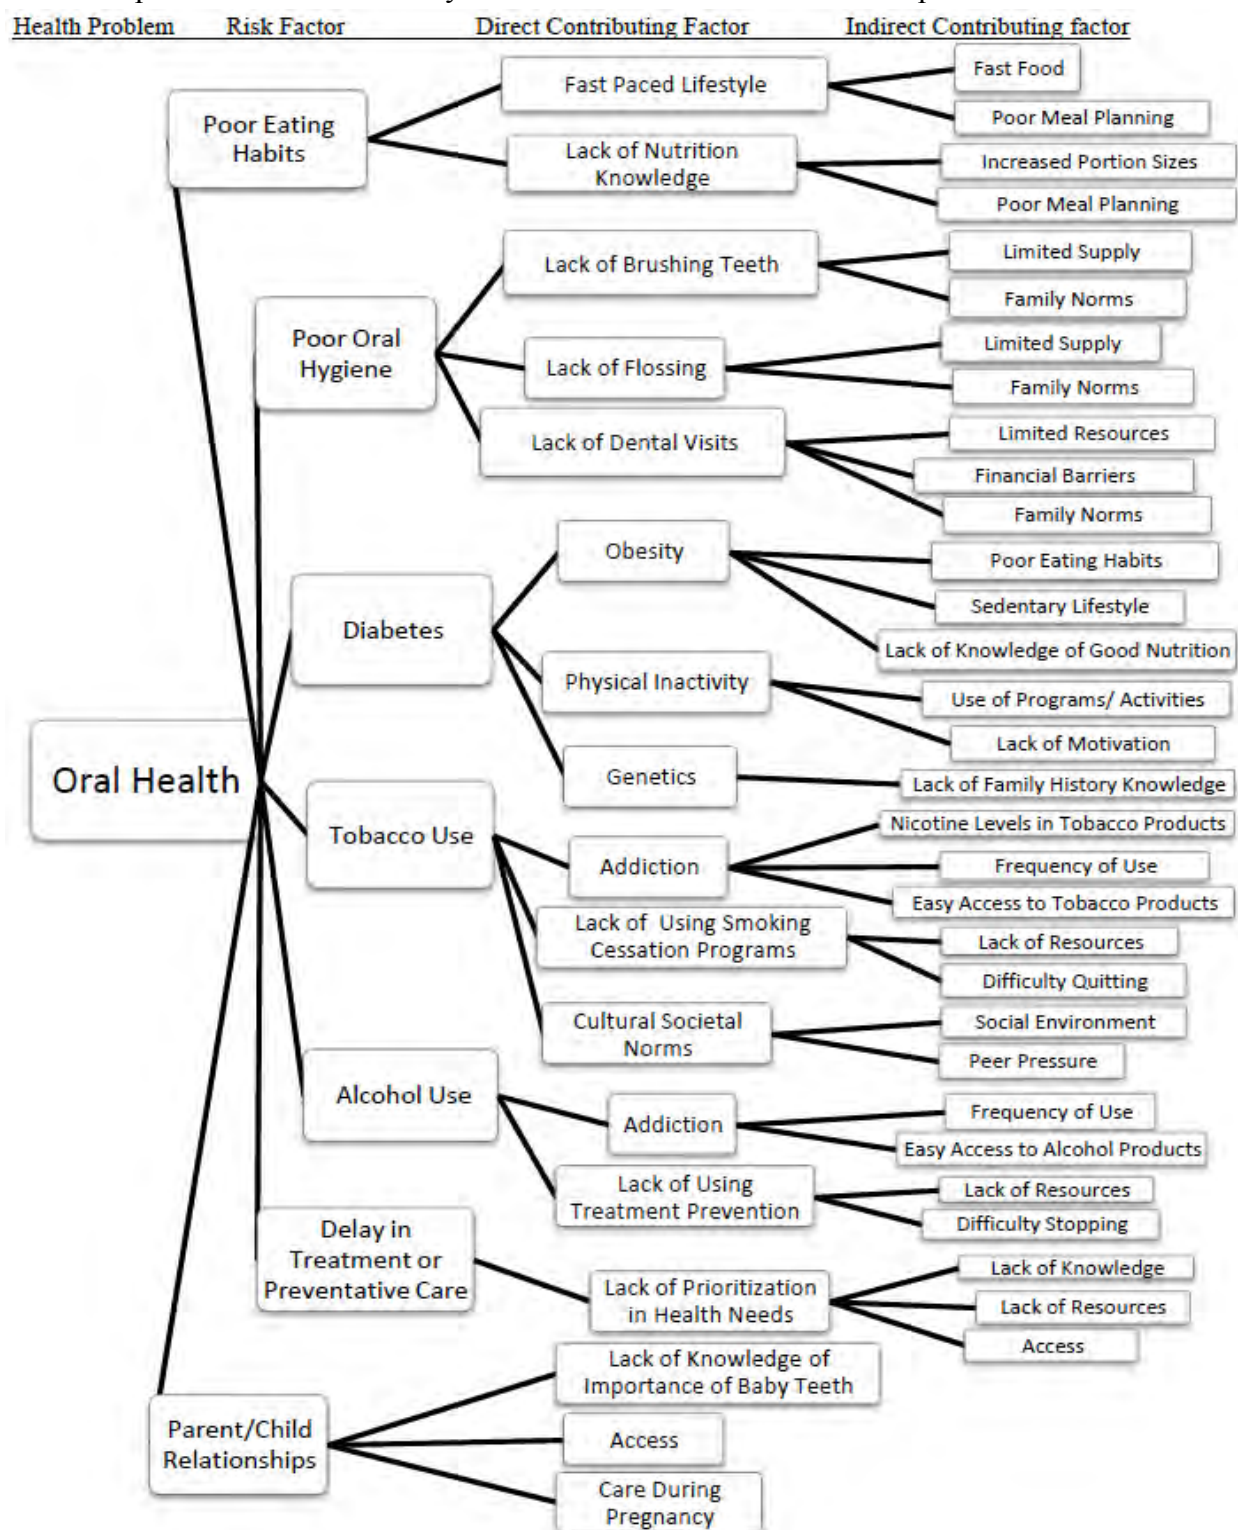 Health Problem Risk Factor Direct Contributing Factor Indirect Contributing factor
Fast Food
Fast Paced Lifestyle
Poor Meal Planning
Poor Eating
Habits
Lack of Nutrition
Knowledge
Increased Portion Sizes
Poor Meal Planning
Lack of Brushing Teeth
Limited Supply
Family Norms
Poor Oral
Hygiene
Lack of Flossing
Limited Supply
Family Norms
Lack of Dental Visits
Limited Resources
Financial Barriers
Family Norms
Diabetes
Obesity
Poor Eating Habits
Sedentary Lifestyle
Lack of Knowledge of Good Nutrition
Physical Inactivity
Use of Programs/ Activities
Lack of Motivation
Genetics
Lack of Family History Knowledge
Oral Health
Tobacco Use
Addiction
Nicotine Levels in Tobacco Products
Frequency of Use
Easy Access to Tobacco Products
Lack of Using Smoking
Cessation Programs
Lack of Resources
Difficulty Quitting
Cultural Societal
Norms
Social Environment
Peer Pressure
Alcohol Use
Addiction
Frequency of Use
Easy Access to Alcohol Products
Lack of Using
Treatment Prevention
Lack of Resources
Difficulty Stopping
Delay in
Treatment or
Preventative Care
Lack of Prioritization
in Health Needs
Lack of Knowledge
Lack of Resources
Access
Parent/Child
Relationships
Lack of Knowledge of
Importance of Baby Teeth
Access
Care During
Pregnancy